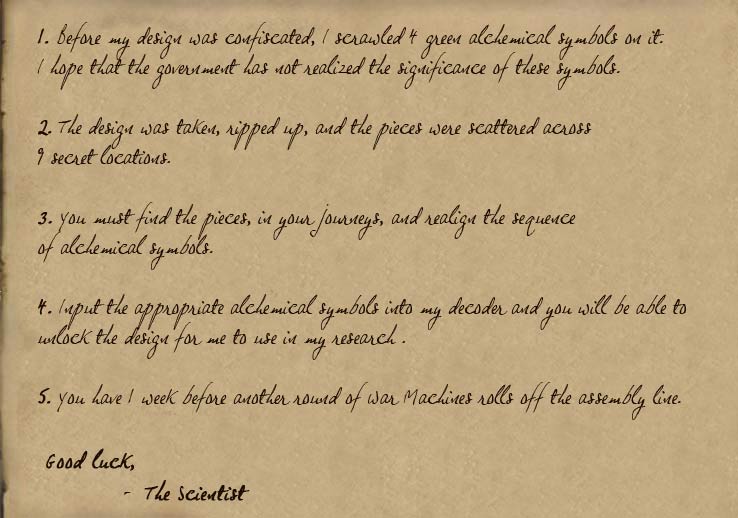 1. Before my design was confiscated, I scrawled 4 green alchemical symbols on it.
I hope that the government has not realized the significance of these symbols.
2. The design was taken, ripped up, and the pieces were scattered across
9 secret locations.
3. You must find the pieces, in your journeys, and realign the sequence
of alchemical symbols.
4. Input the appropriate alchemical symbols into my decoder and you will be able to
unlock the design for me to use in my research .
5. You have 1 week before another round of War Machines rolls off the assembly line.
Good luck,
- The Scientist